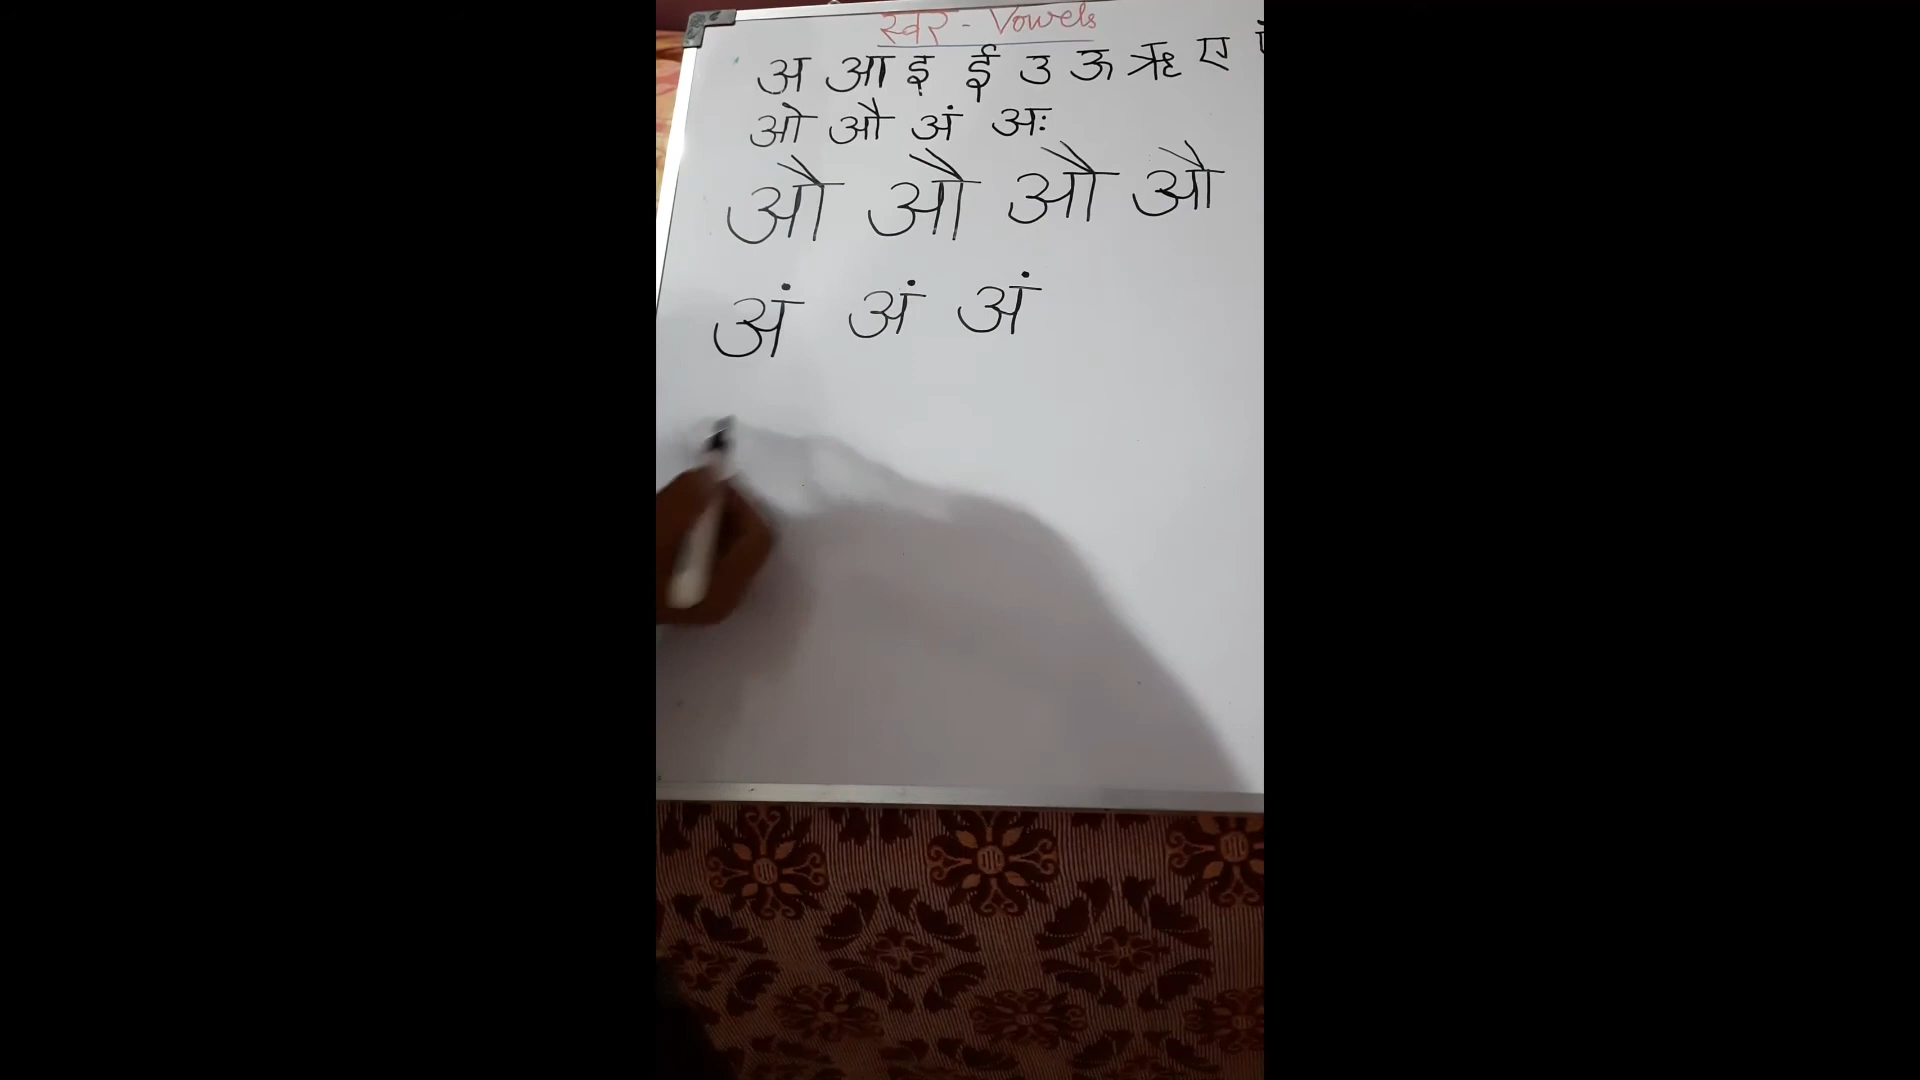 स्वर - Vowels
अ आ इ ई उ ऊ ऋ ए
ओ औ अं अः
औ औ औ औ
अं अं अं